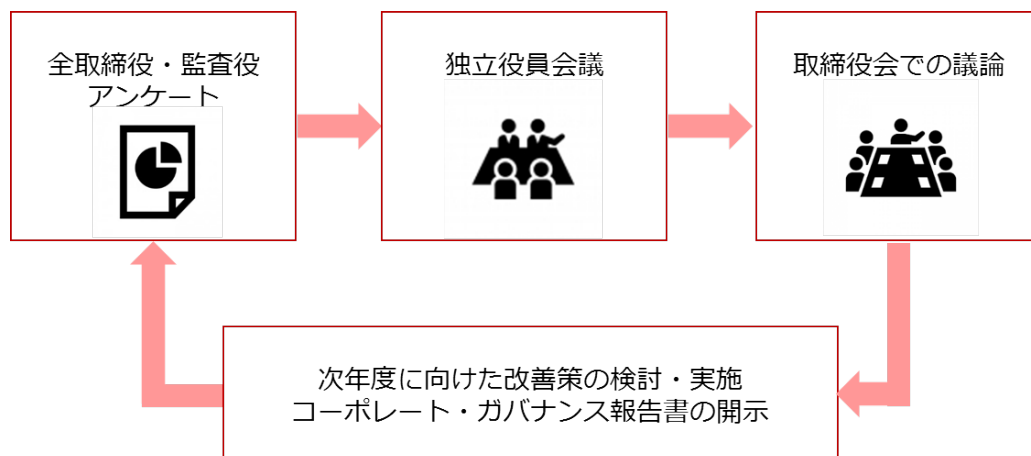 全取締役・監査役
アンケート
独立役員会議
取締役会での議論
次年度に向けた改善策の検討・実施
コーポレート・ガバナンス報告書の開示